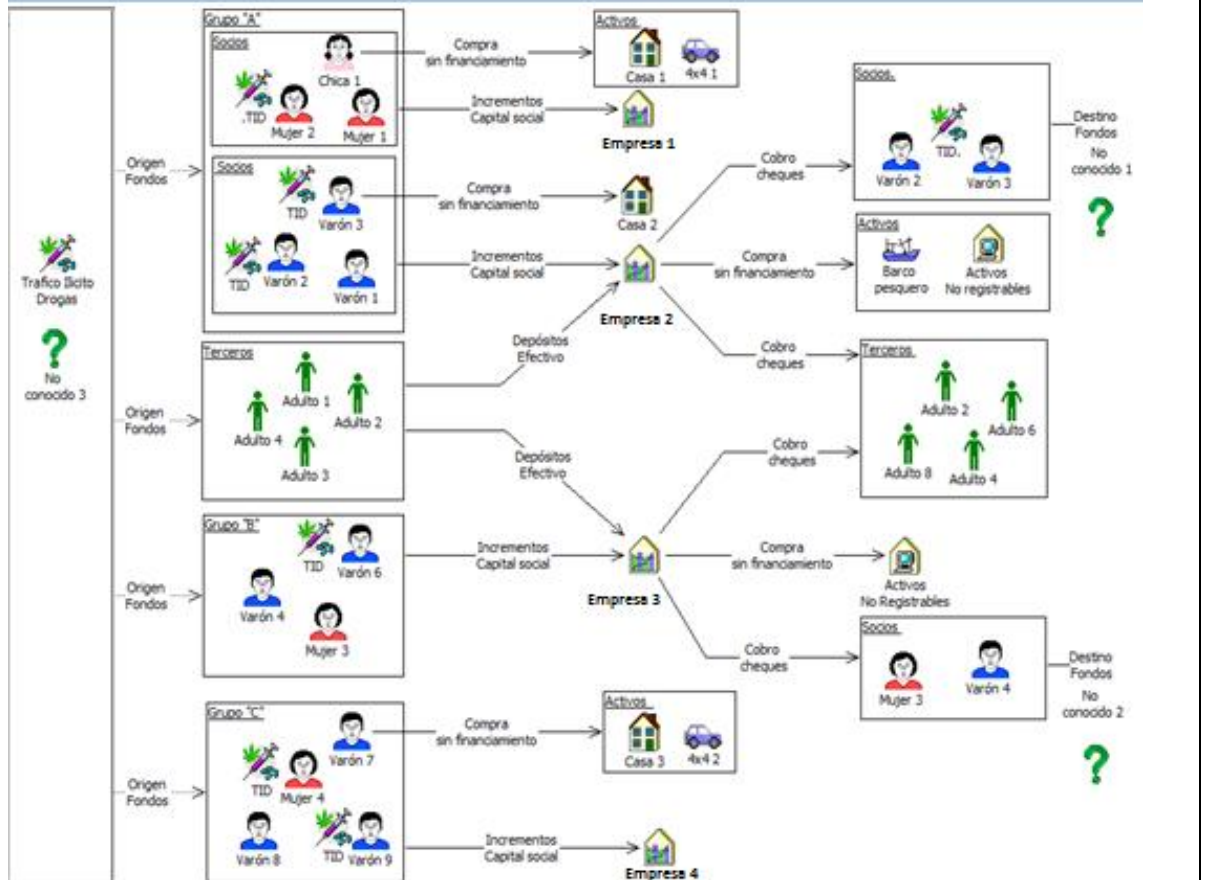 Trafico Ilicito
Drogas
No
conocido 3
Origen
Fondos
Origen
Fondos
Origen
Fondos
Origen
Fondos
Grupo "A"
Socios
Chica 1
.TID
Mujer 2
Mujer 1
Socios
TID
Varón 3
TID
Varón 2
Varón 1
Terceros
Adulto 1
Adulto 2
Adulto 4
Adulto 3
Grupo "B"
TID
Varón 6
Varón 4
Mujer 3
Grupo "C"
Varón 7
TID
Mujer 4
Varón 8
TID
Varón 9
Compra
sin financiamiento
Incrementos
Capital social
Compra
sin financiamiento
Incrementos
Capital social
Depósitos
Efectivo
Depósitos
Efectivo
Incrementos
Capital social
Compra
sin financiamiento
Incrementos
Capital social
Activos
Casa 1
4x4 1
Empresa 1
Casa 2
Empresa 2
Empresa 3
Activos
Casa 3
4x4 2
Empresa 4
Cobro
cheques
Compra
sin financiamiento
Cobro
cheques
Cobro
cheques
Compra
sin financiamiento
Cobro
cheques
Socios.
Varón 2
TID.
Varón 3
Activos
Barco
pesquero
Activos
No registrables
Terceros.
Adulto 2
Adulto 6
Adulto 8
Adulto 4
Activos
No Registrables
Socios
Mujer 3
Varón 4
Destino
Fondos
No
conocido 1
Destino
Fondos
No
conocido 2